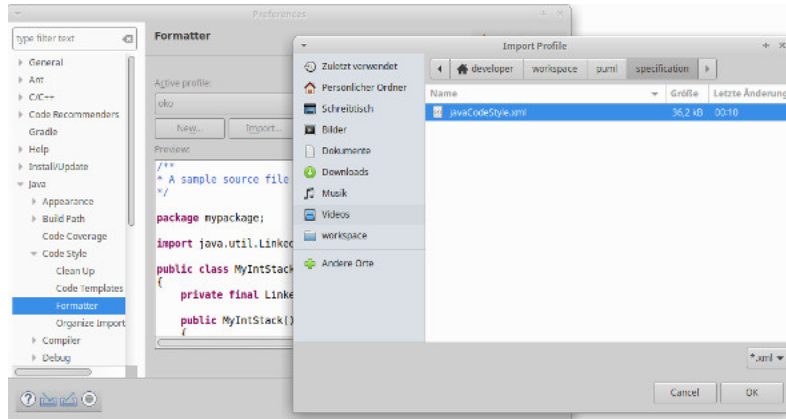 Preferences
type filter text
General
Ant
C/C++
Code Recommenders
Gradle
Help
Install/Update
Java
Appearance
Build Path
Code Coverage
Code Style
Clean Up
Code Templates
Formatter
Organize Import
Compiler
Debug
Formatter
Active profile:
oko
New...
Import...
Preview:
/**
* A sample source file
*/
package mypackage;
import java.util.Linked
public class MyIntStack
{
private final Linke
public MyIntStack()
{
Import Profile
Zuletzt verwendet
Persönlicher Ordner
Schreibtisch
Bilder
Dokumente
Downloads
Musik
Videos
workspace
Andere Orte
developer
workspace
puml
specification
Name
Größe
Letzte Änderung
javaCodeStyle.xml
36,2 kB
00:10
*.xml
Cancel
OK